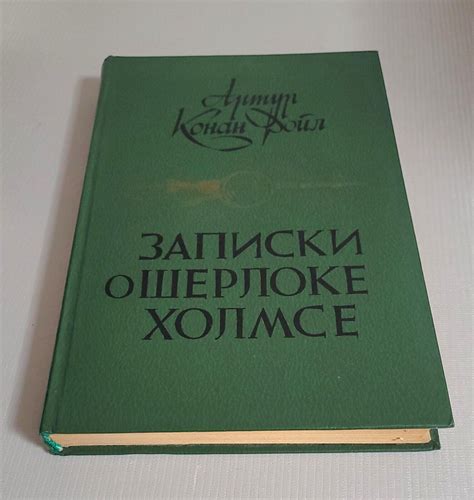 Артур
Конан Дойл
ЗАПИСКИ
О ШЕРЛОКЕ
ХОЛМСЕ